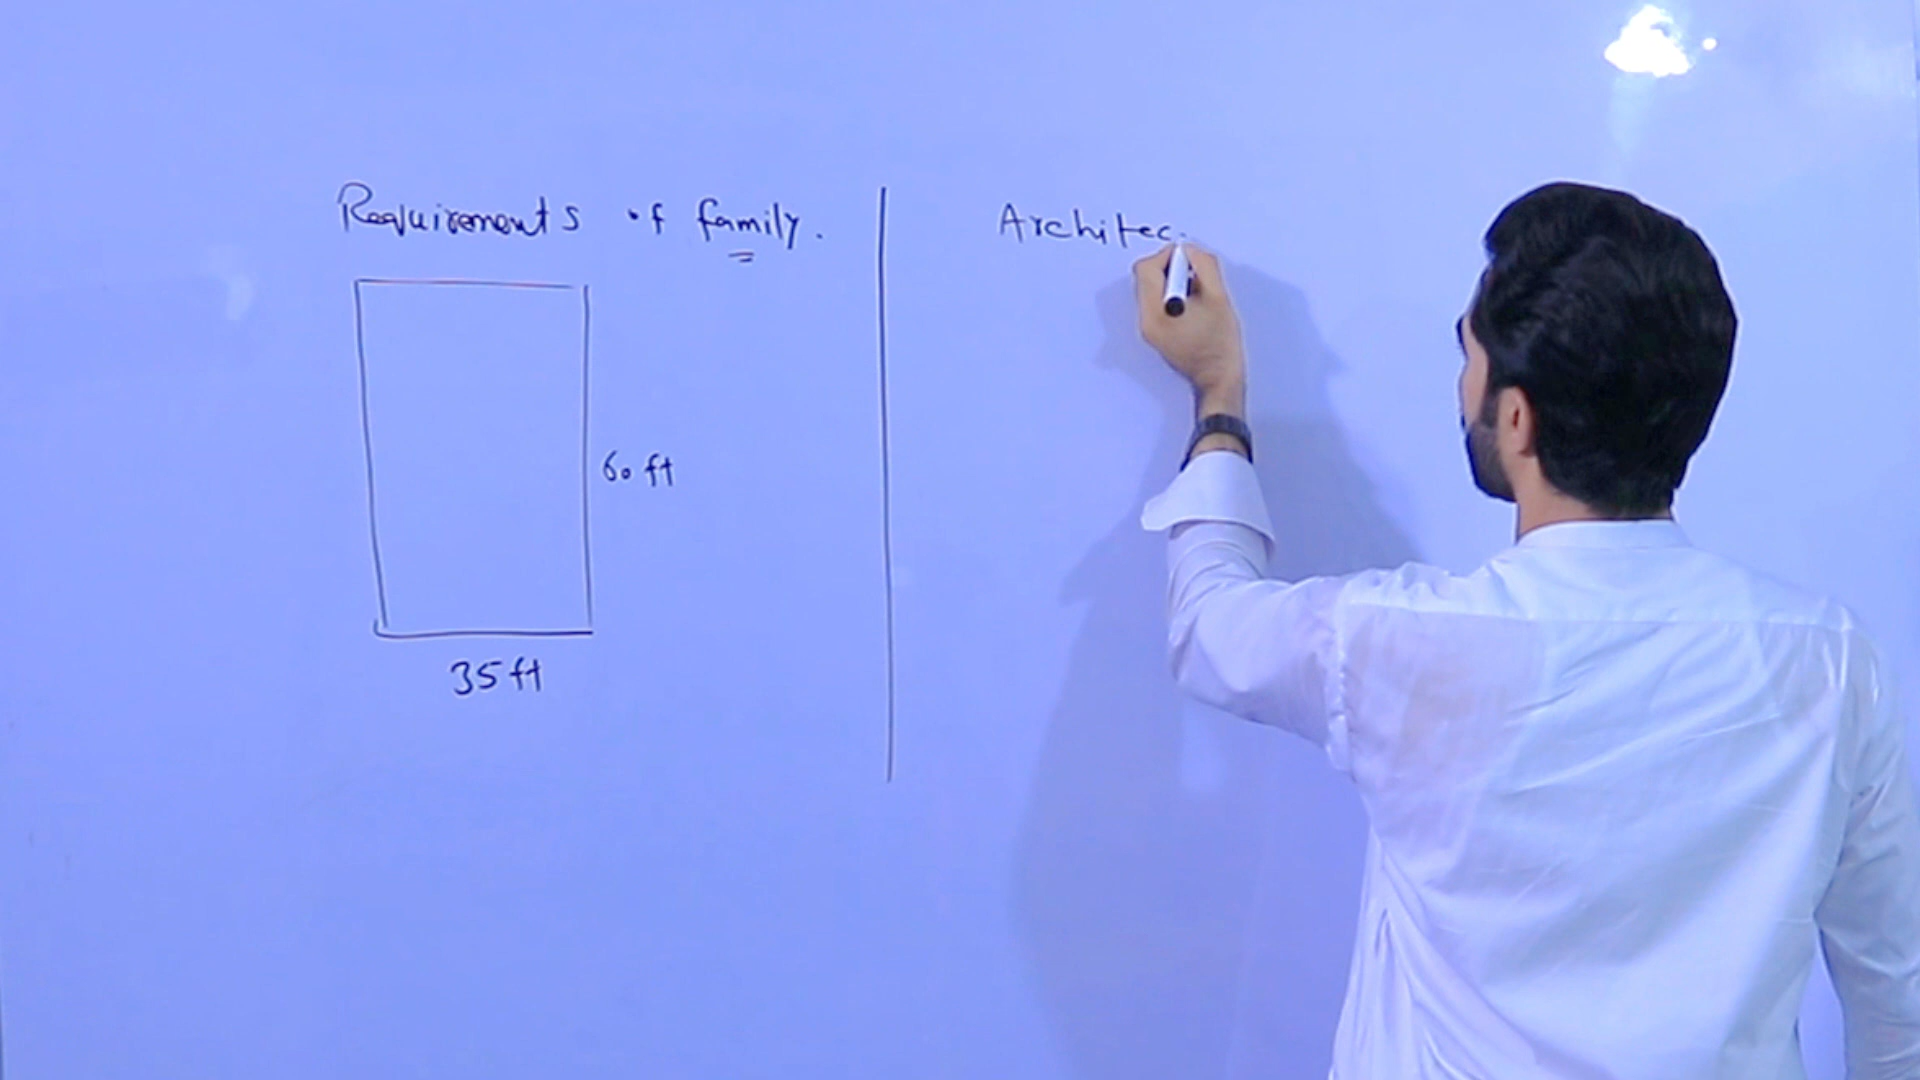 Requirements of family.
60 ft
35 ft
Architec